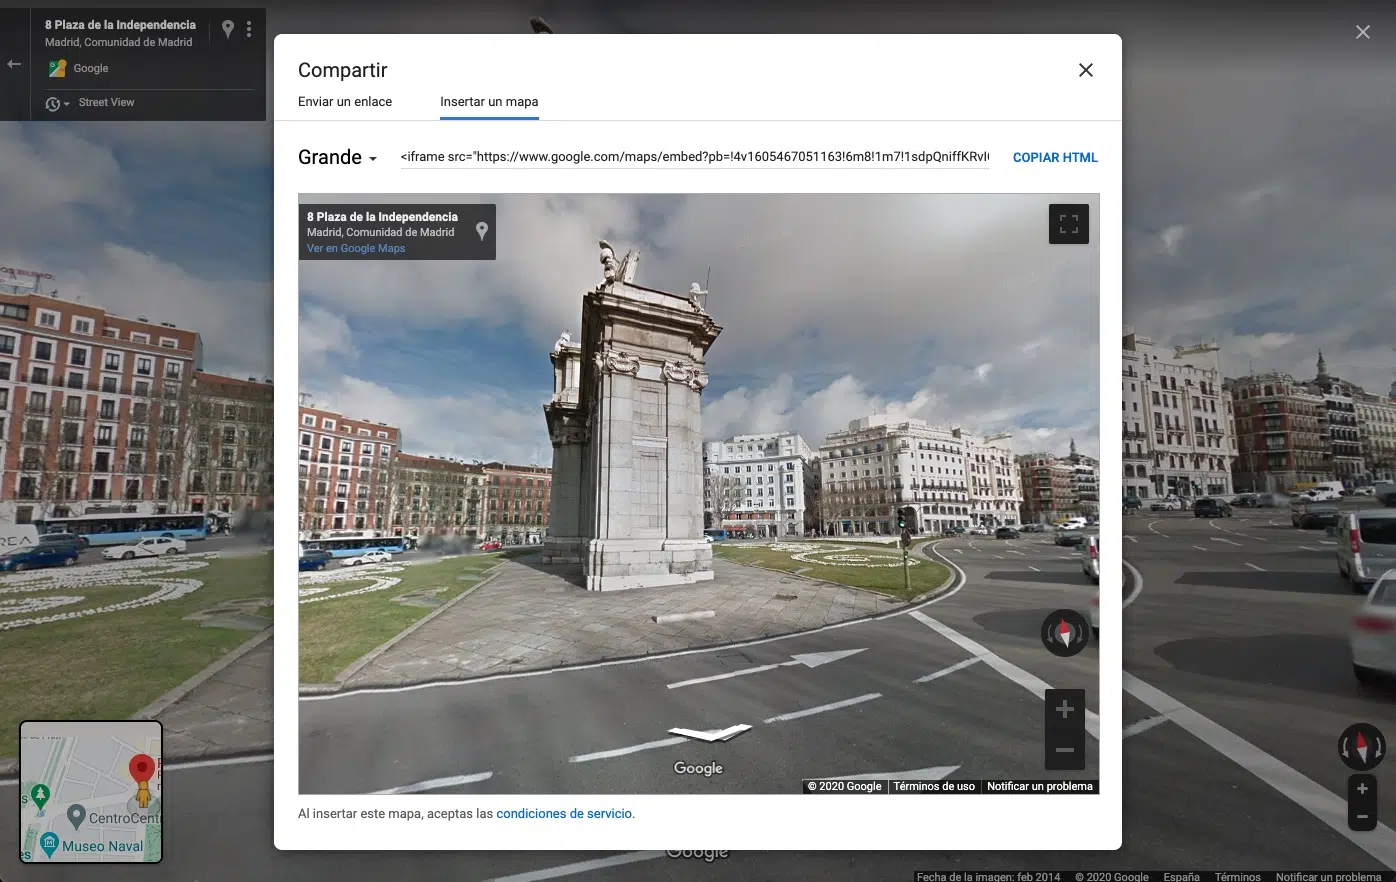 8 Plaza de la Independencia
Madrid, Comunidad de Madrid
Google
Street View
Compartir
Enviar un enlace
Insertar un mapa
Grande
<iframe src="https://www.google.com/maps/embed?pb=!4v1605467051163!6m8!1m7!1sdpQniffKRvI
COPIAR HTML
8 Plaza de la Independencia
Madrid, Comunidad de Madrid
Ver en Google Maps
Google
© 2020 Google
Términos de uso
Notificar un problema
Al insertar este mapa, aceptas las condiciones de servicio.
CentroCent
Museo Naval
Google
Fecha de la imagen: feb 2014
© 2020 Google
España
Términos
Notificar un problema